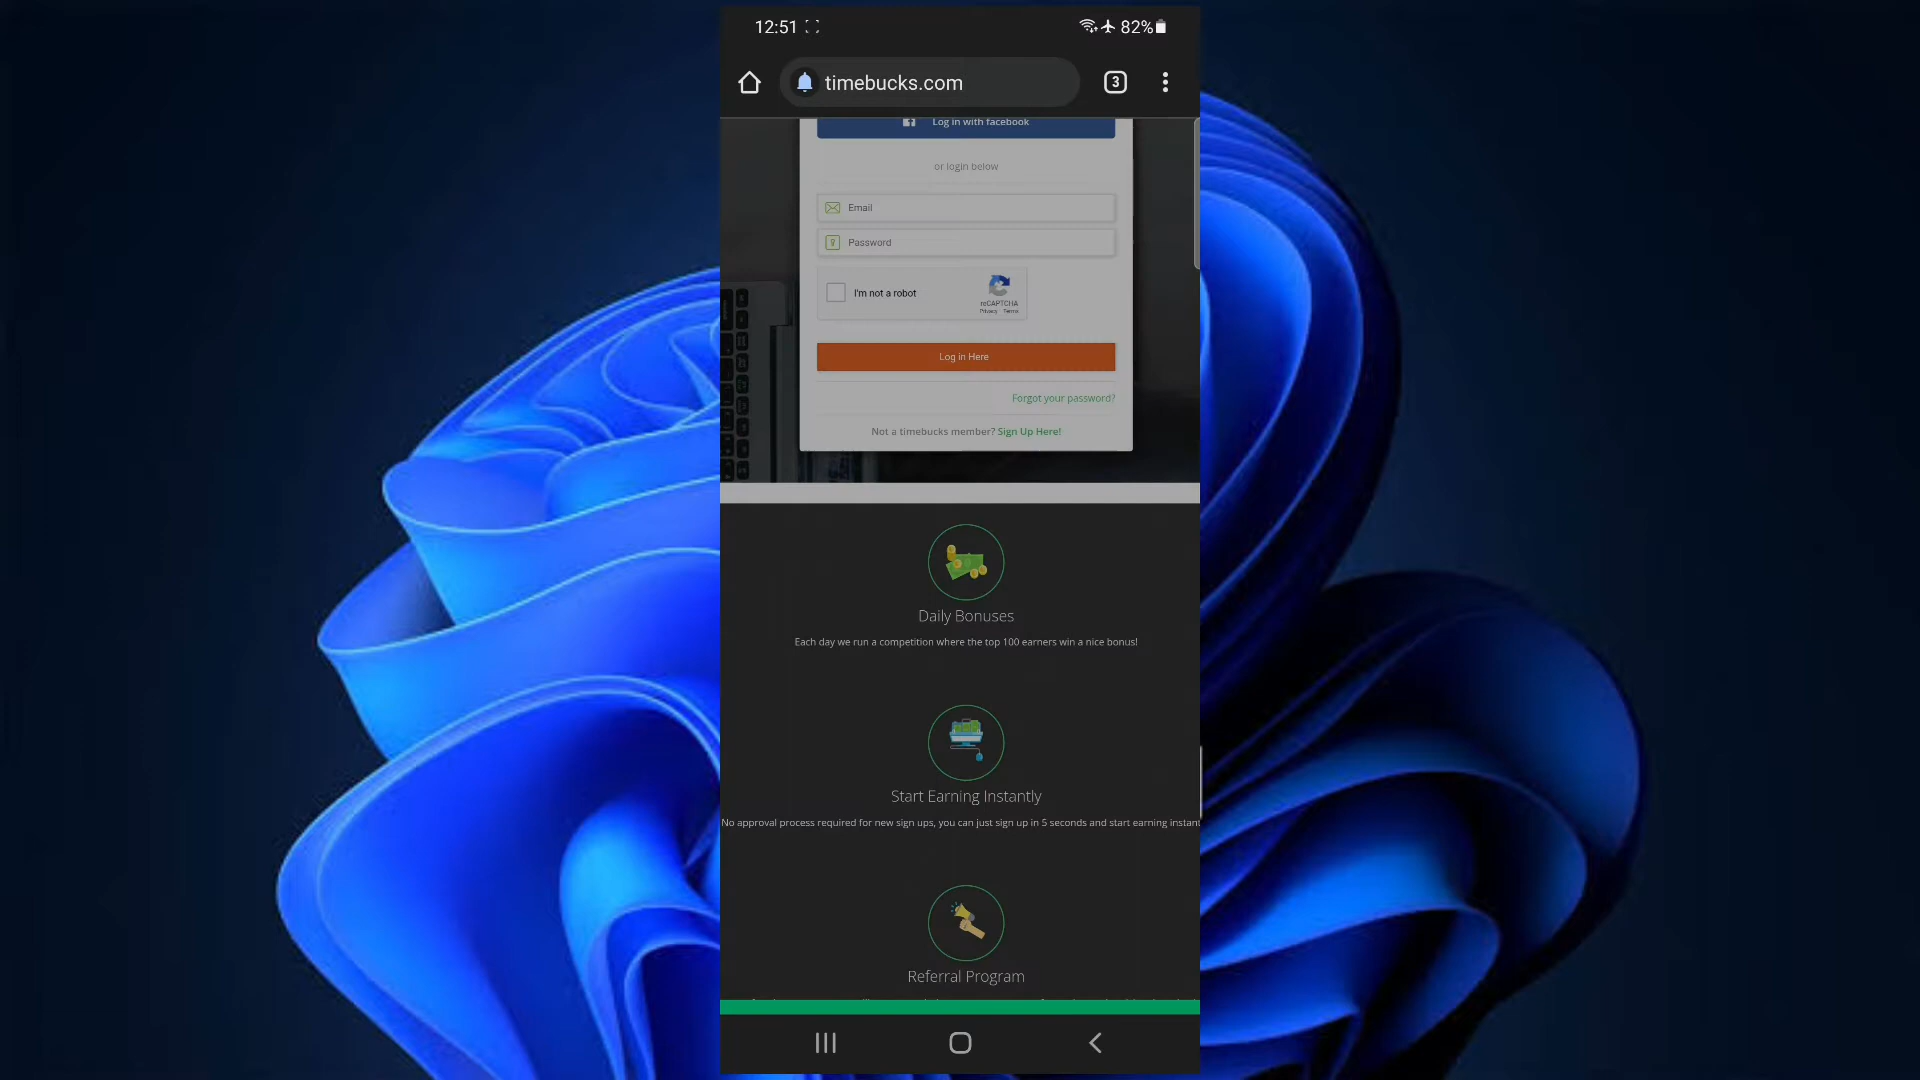 12:51
82%
timebucks.com
3
Log in with facebook
or login below
Email
Password
I'm not a robot
reCAPTCHA
Privacy - Terms
Log in Here
Forgot your password?
Not a timebucks member? Sign Up Here!
Daily Bonuses
Each day we run a competition where the top 100 earners win a nice bonus!
Start Earning Instantly
No approval process required for new sign ups, you can just sign up in 5 seconds and start earning instant
Referral Program